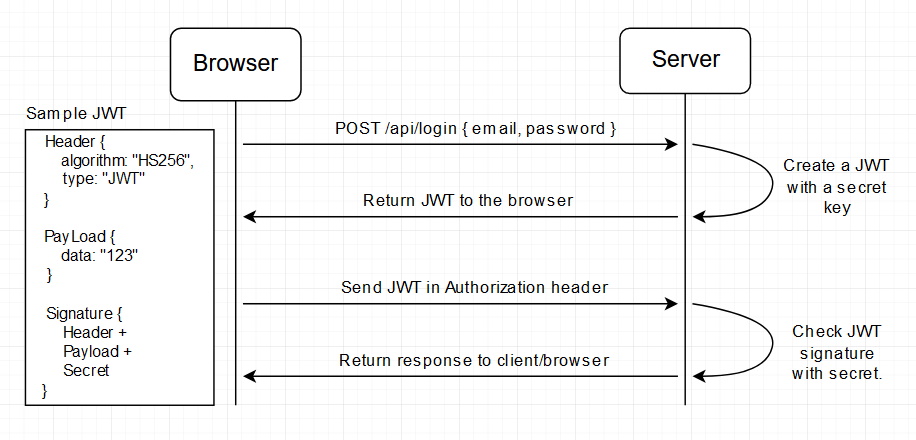 Browser
Server
Sample JWT
Header {
algorithm: "HS256",
type: "JWT"
}
PayLoad {
data: "123"
}
Signature {
Header +
Payload +
Secret
}
POST /api/login { email, password }
Create a JWT
with a secret
key
Return JWT to the browser
Send JWT in Authorization header
Check JWT
signature
with secret.
Return response to client/browser